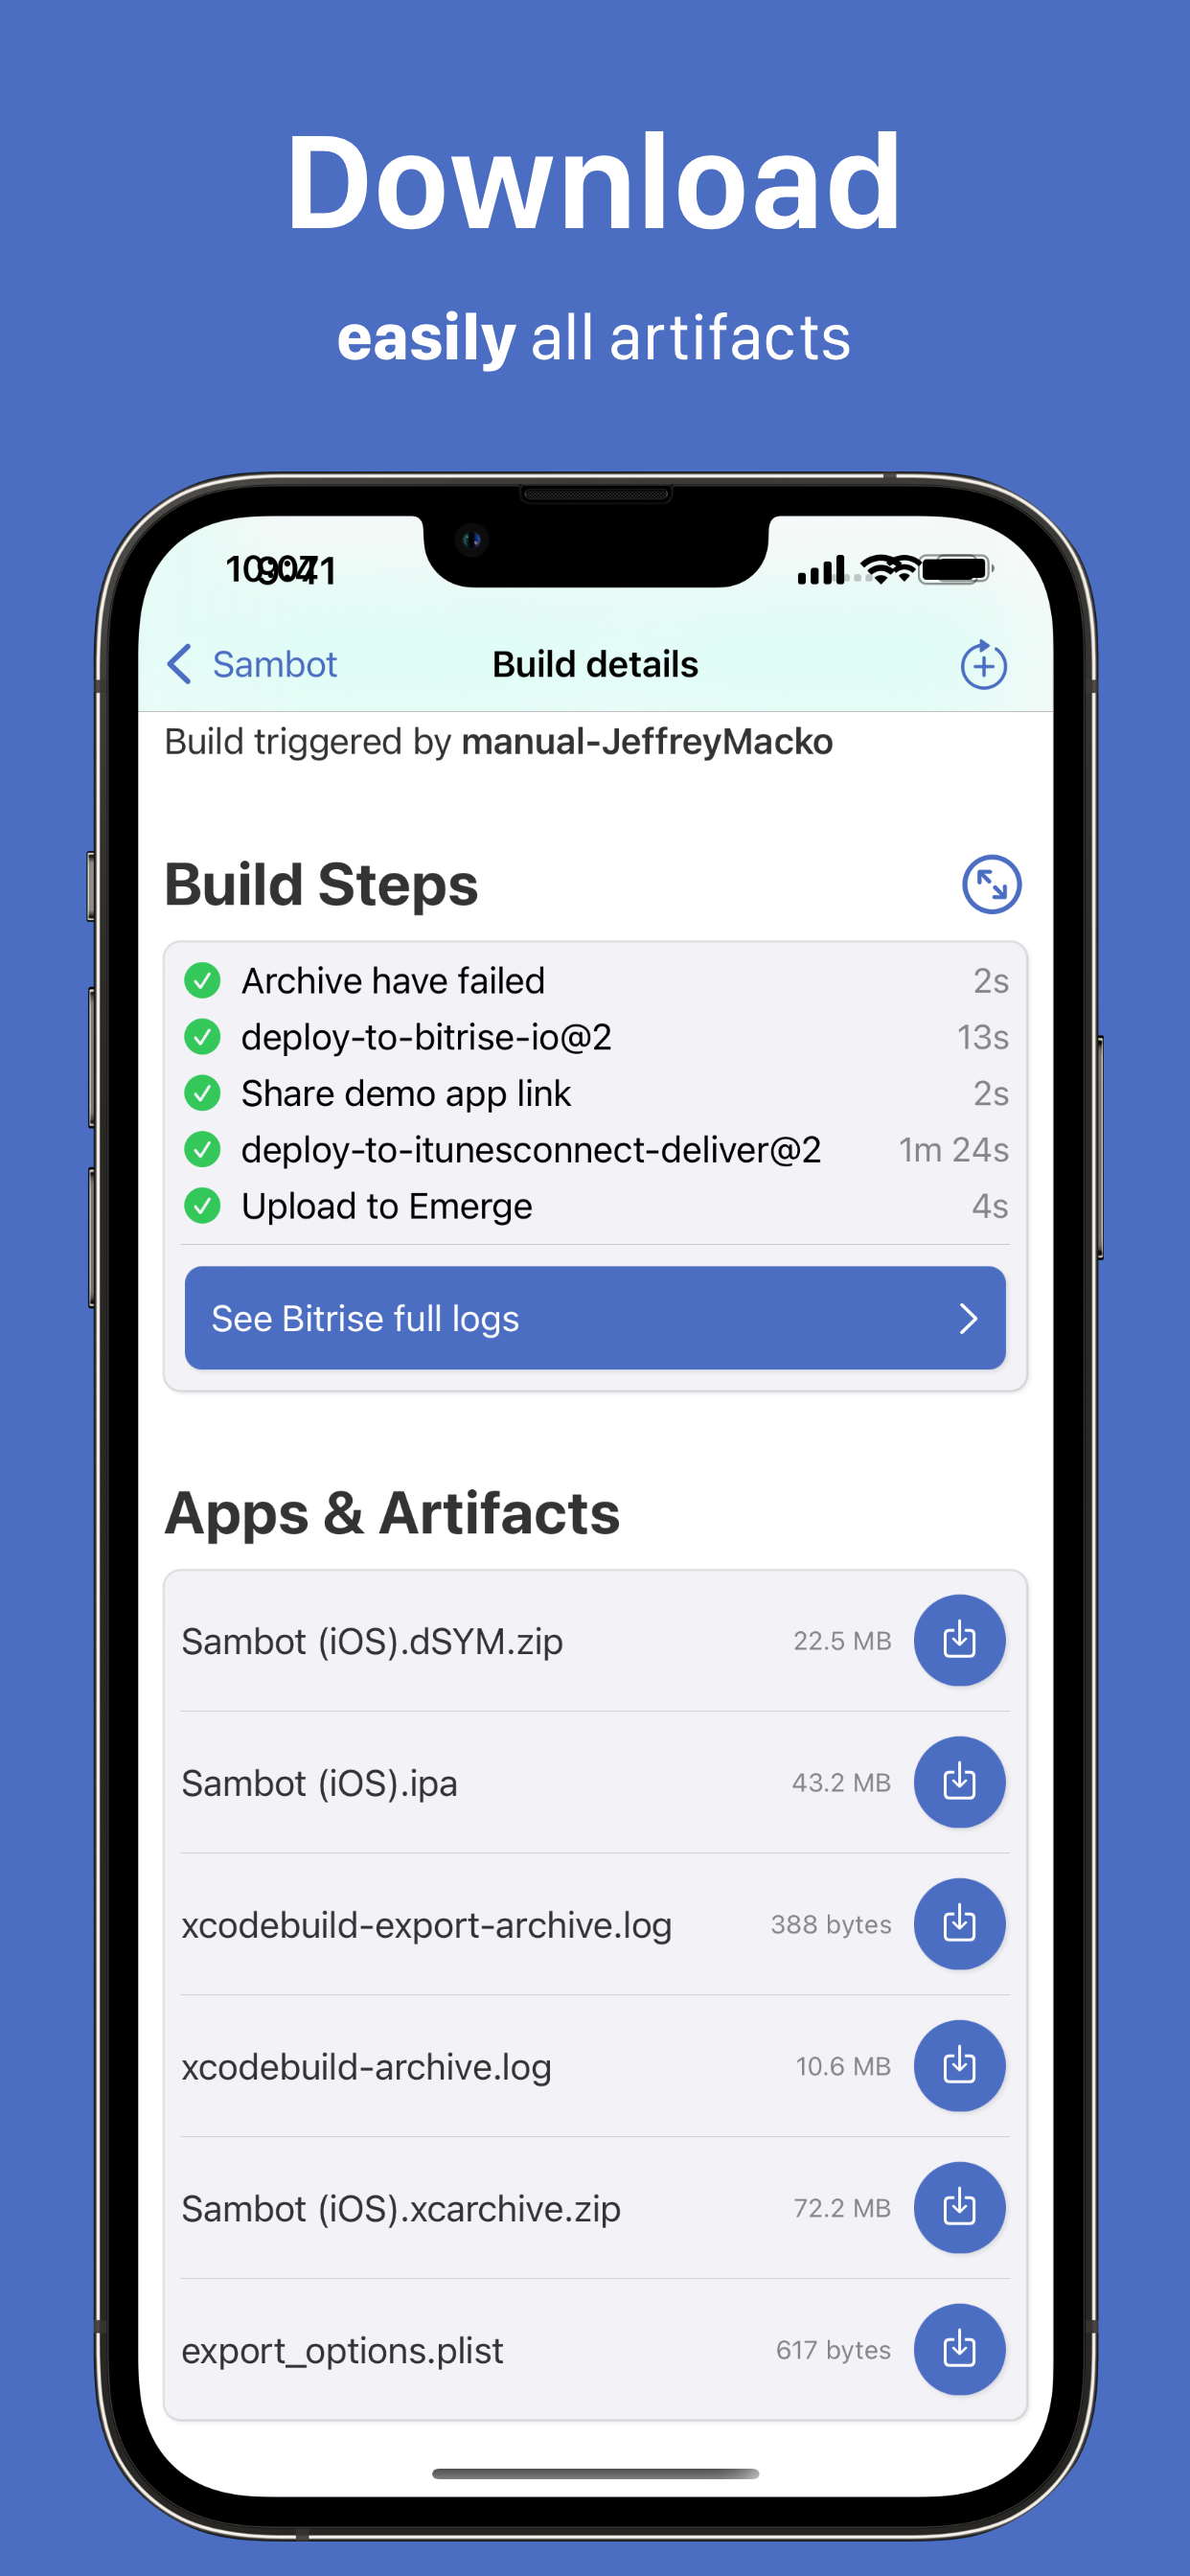 Download
easily all artifacts
Sambot
Build details
Build triggered by manual-JeffreyMacko
Build Steps
Archive have failed 2s
deploy-to-bitrise-io@2 13s
Share demo app link 2s
deploy-to-itunesconnect-deliver@2 1m 24s
Upload to Emerge 4s
See Bitrise full logs
Apps & Artifacts
Sambot (iOS).dSYM.zip 22.5 MB
Sambot (iOS).ipa 43.2 MB
xcodebuild-export-archive.log 388 bytes
xcodebuild-archive.log 10.6 MB
Sambot (iOS).xcarchive.zip 72.2 MB
export_options.plist 617 bytes